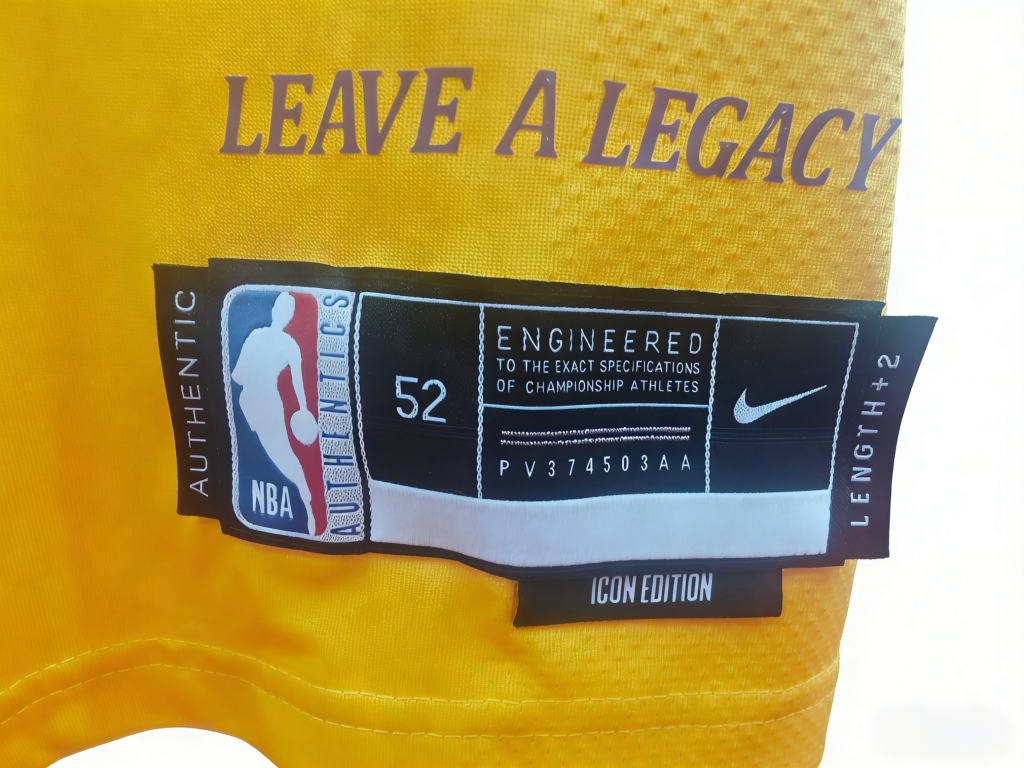 LEAVE A LEGACY
AUTHENTIC
NBA
AUTHENTICS
52
ENGINEERED
TO THE EXACT SPECIFICATIONS
OF CHAMPIONSHIP ATHLETES
PV374503AA
LENGTH+2
ICON EDITION